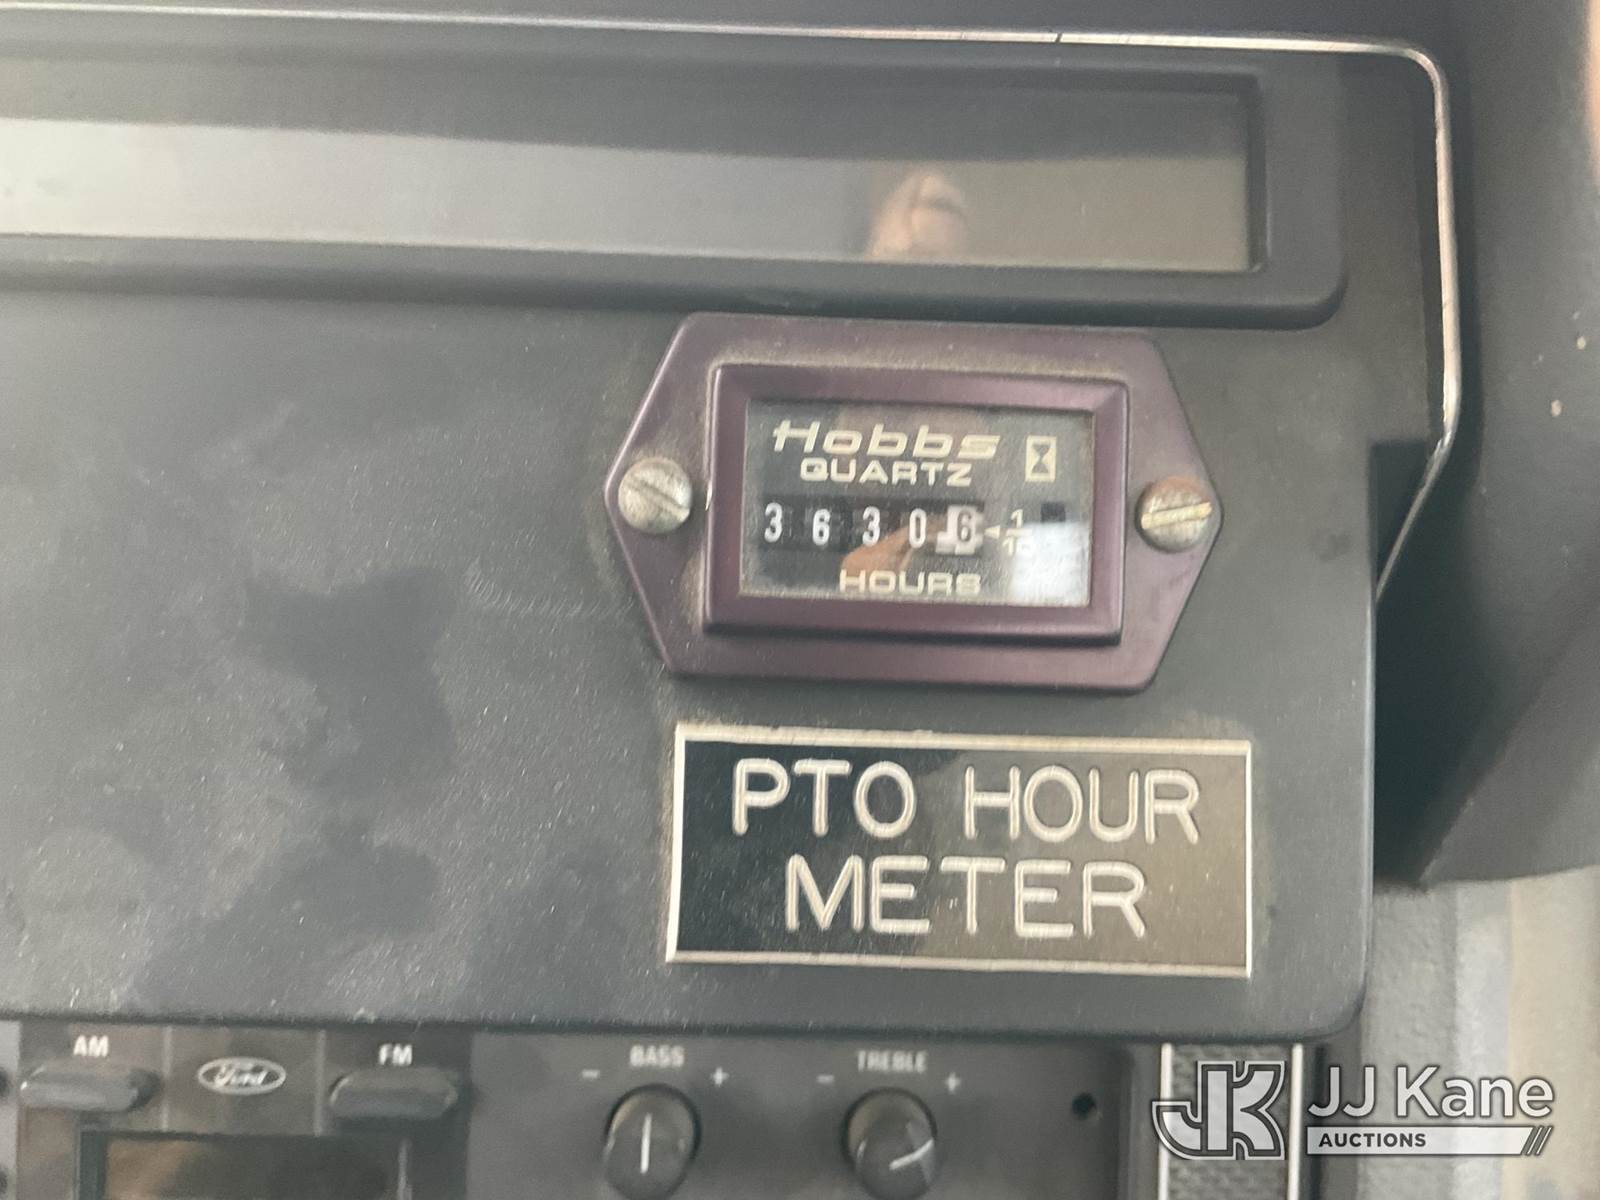 Hobbs
QUARTZ
3 6 3 0 6 1/10
HOURS
PTO HOUR
METER
AM Ford FM
BASS TREBLE
- + - +
JK JJ Kane
AUCTIONS